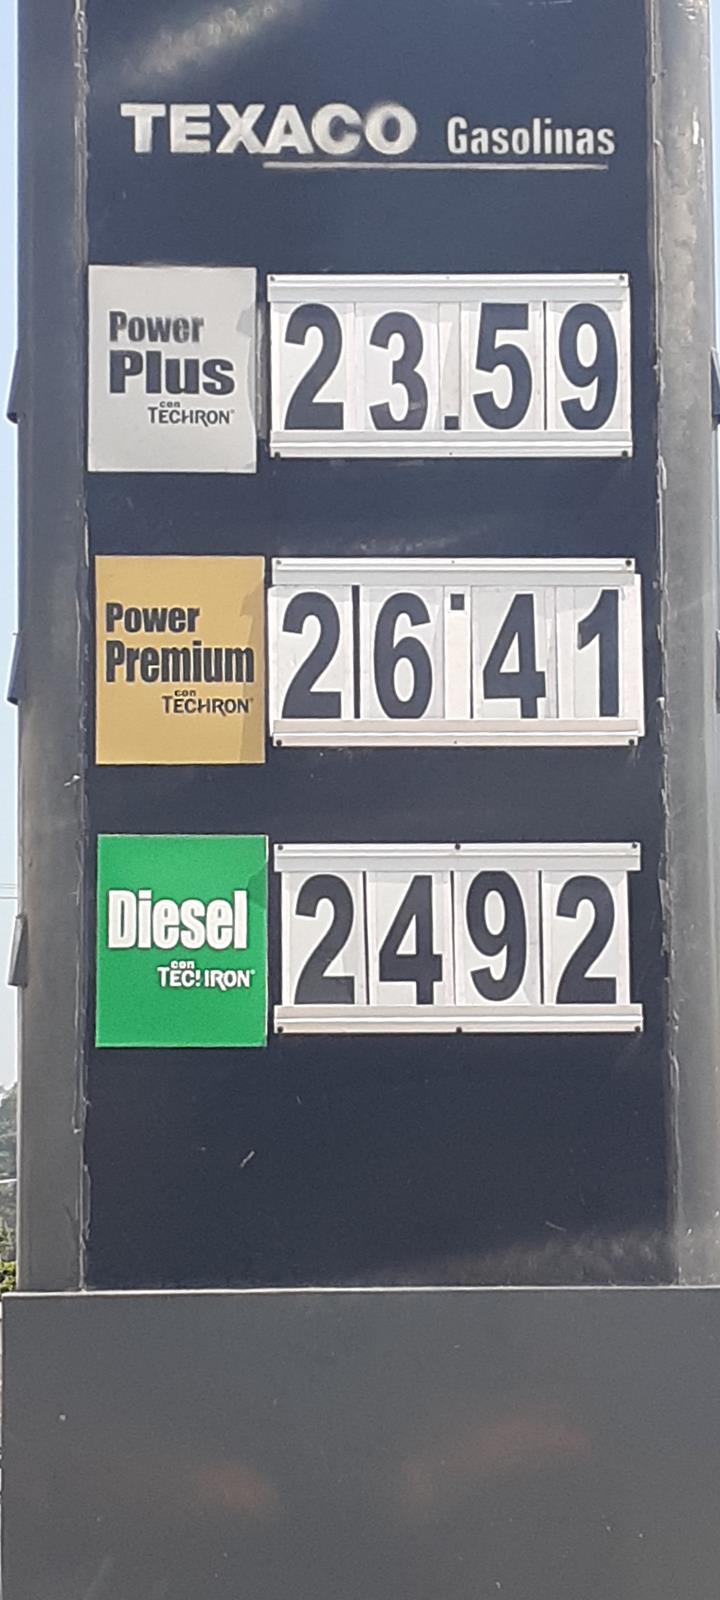 TEXACO Gasolinas
Power
Plus
con
TECHRON®
23.59
Power
Premium
con
TECHRON®
26·41
Diesel
con
TECHRON®
2492